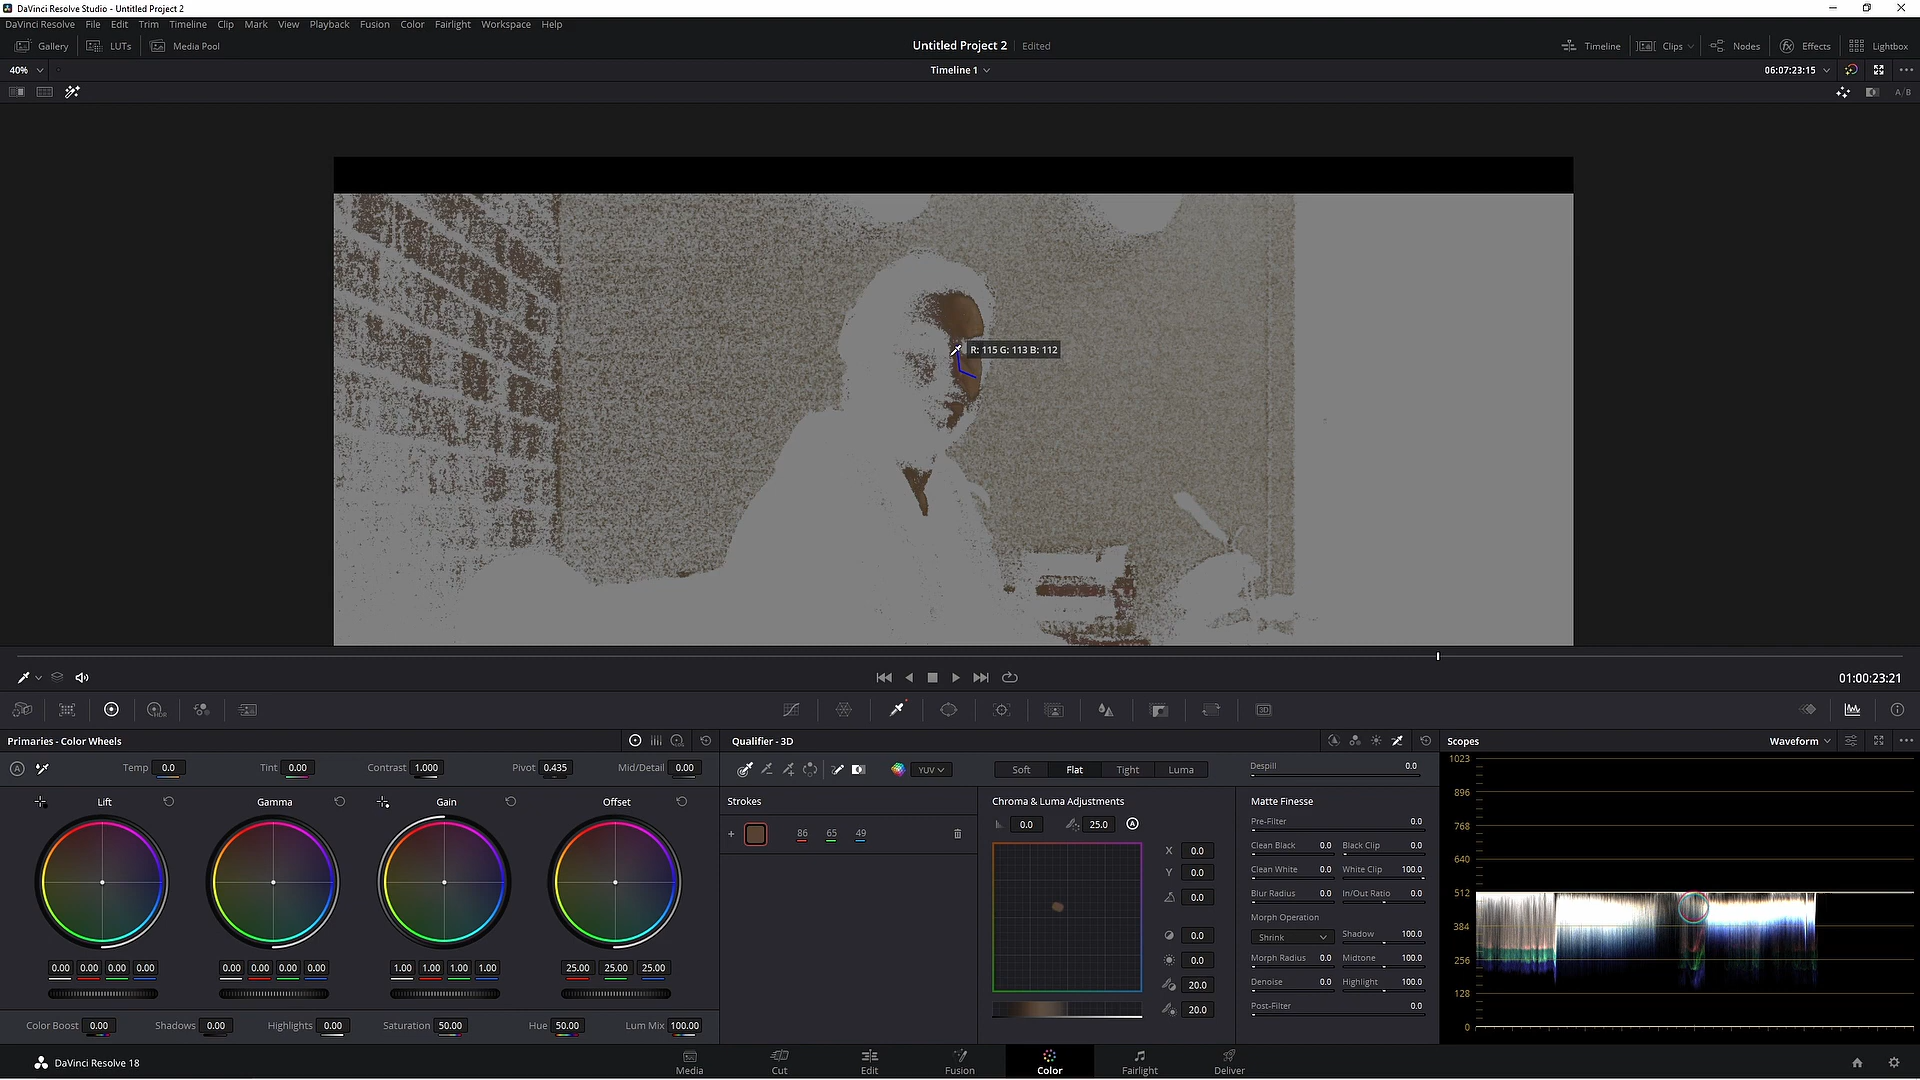 DaVinci Resolve Studio - Untitled Project 2
DaVinci Resolve File Edit Trim Timeline Clip Mark View Playback Fusion Color Fairlight Workspace Help
Gallery LUTs Media Pool Untitled Project 2 Edited Timeline Clips Nodes Effects Lightbox
40% Timeline 1 06:07:23:15
A/B
R: 115 G: 113 B: 112
01:00:23:21
HDR 3D
Primaries - Color Wheels Qualifier - 3D Scopes Waveform
A Temp 0.0 Tint 0.00 Contrast 1.000 Pivot 0.435 Mid/Detail 0.00 YUV Soft Flat Tight Luma Despill 0.0
1023
Lift Gamma Gain Offset Strokes Chroma & Luma Adjustments Matte Finesse
896
0.0 25.0 A Pre-Filter 0.0
768
86 65 49 X 0.0 Clean Black 0.0 Black Clip 0.0
640
Y 0.0 Clean White 0.0 White Clip 100.0
512
0.0 Blur Radius 0.0 In/Out Ratio 0.0
Morph Operation
384
0.0 Shrink Shadow 100.0
256
0.0 Morph Radius 0.0 Midtone 100.0
0.00 0.00 0.00 0.00 0.00 0.00 0.00 0.00 1.00 1.00 1.00 1.00 25.00 25.00 25.00
20.0 Denoise 0.0 Highlight 100.0
128
20.0 Post-Filter 0.0
Color Boost 0.00 Shadows 0.00 Highlights 0.00 Saturation 50.00 Hue 50.00 Lum Mix 100.00
0
DaVinci Resolve 18 Media Cut Edit Fusion Color Fairlight Deliver